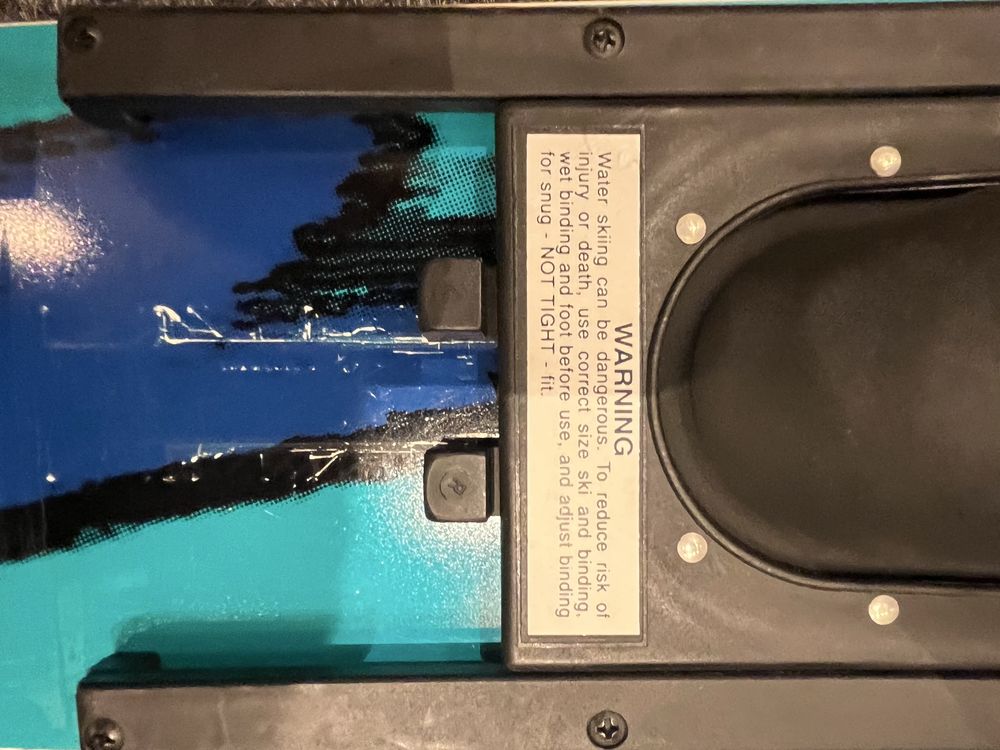 WARNING
Water skiing can be dangerous. To reduce risk of
injury or death, use correct size ski and binding,
wet binding and foot before use, and adjust binding
for snug - NOT TIGHT - fit.